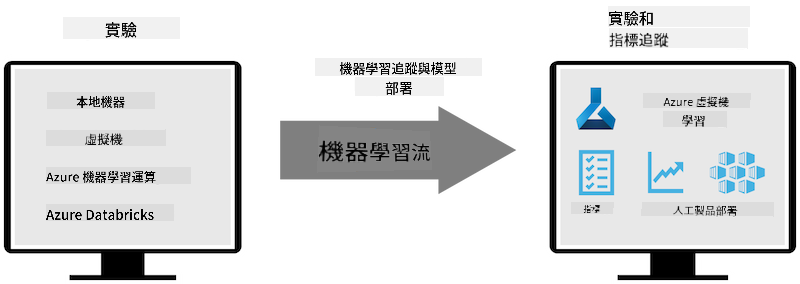 實驗
本地機器
虛擬機
Azure 機器學習運算
Azure Databricks
機器學習追蹤與模型
部署
機器學習流
實驗和
指標追蹤
Azure 虛擬機
學習
指標
人工製品部署